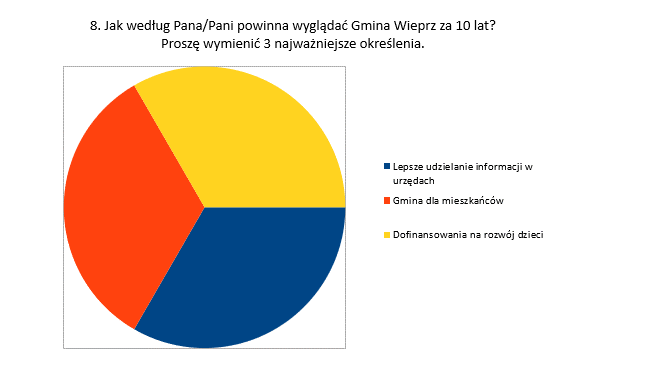 8. Jak według Pana/Pani powinna wyglądać Gmina Wieprz za 10 lat?
Proszę wymienić 3 najważniejsze określenia.
Lepsze udzielanie informacji w
urzędach
Gmina dla mieszkańców
Dofinansowania na rozwój dzieci